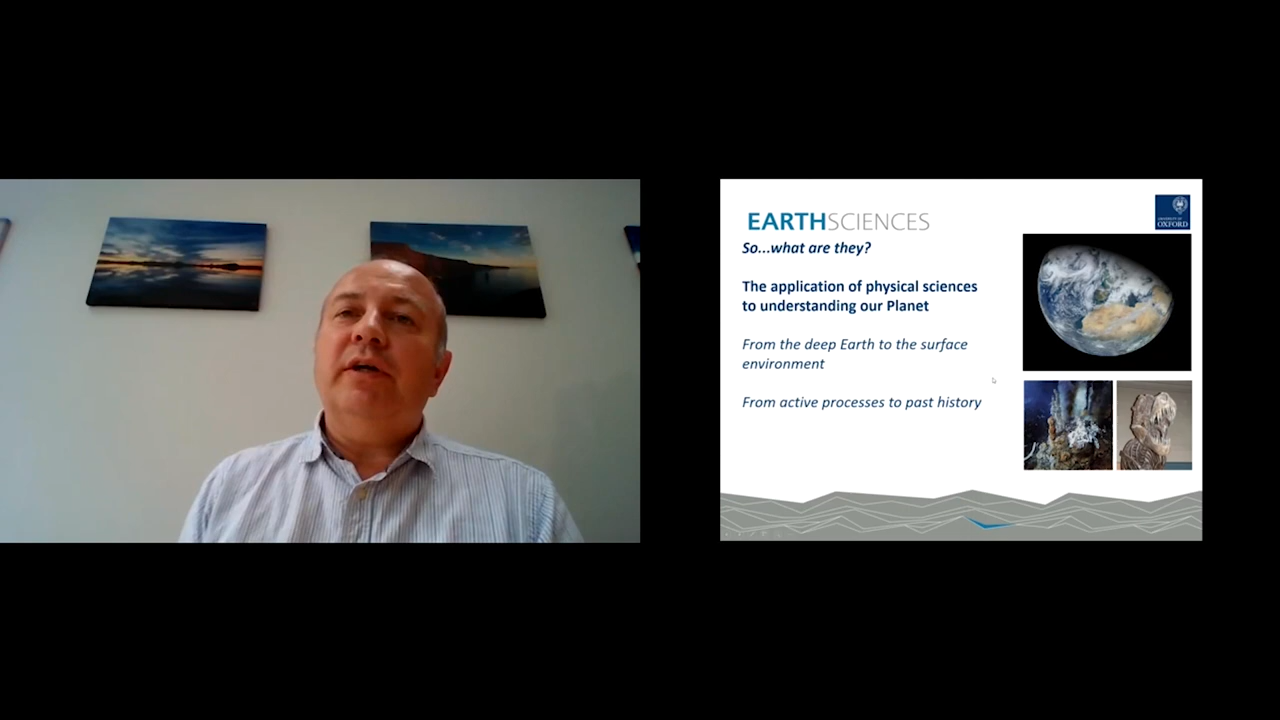 EARTHSCIENCES
UNIVERSITY OF
OXFORD
So...what are they?
The application of physical sciences
to understanding our Planet
From the deep Earth to the surface
environment
From active processes to past history